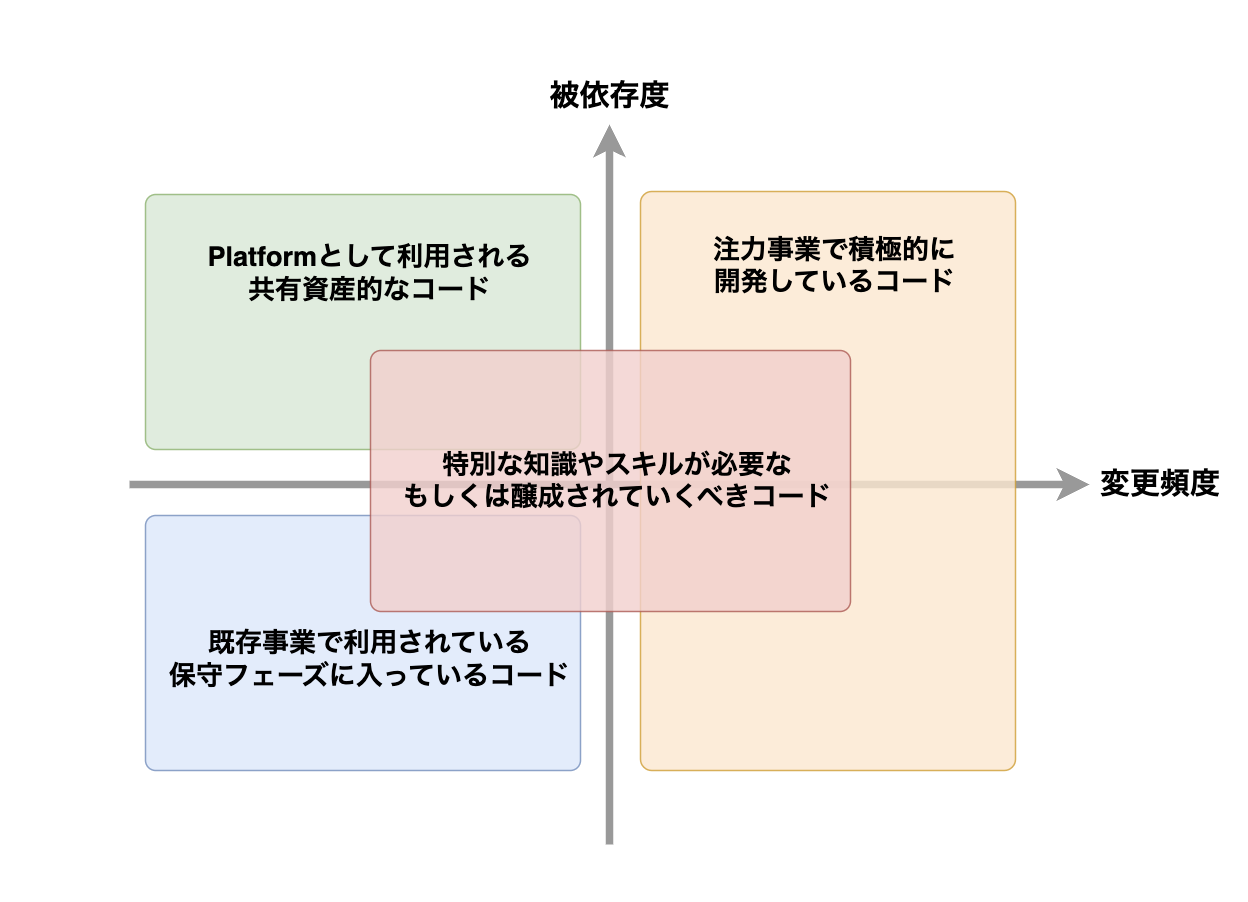 被依存度
Platformとして利用される
共有資産的なコード
注力事業で積極的に
開発しているコード
特別な知識やスキルが必要な
もしくは醸成されていくべきコード
変更頻度
既存事業で利用されている
保守フェーズに入っているコード